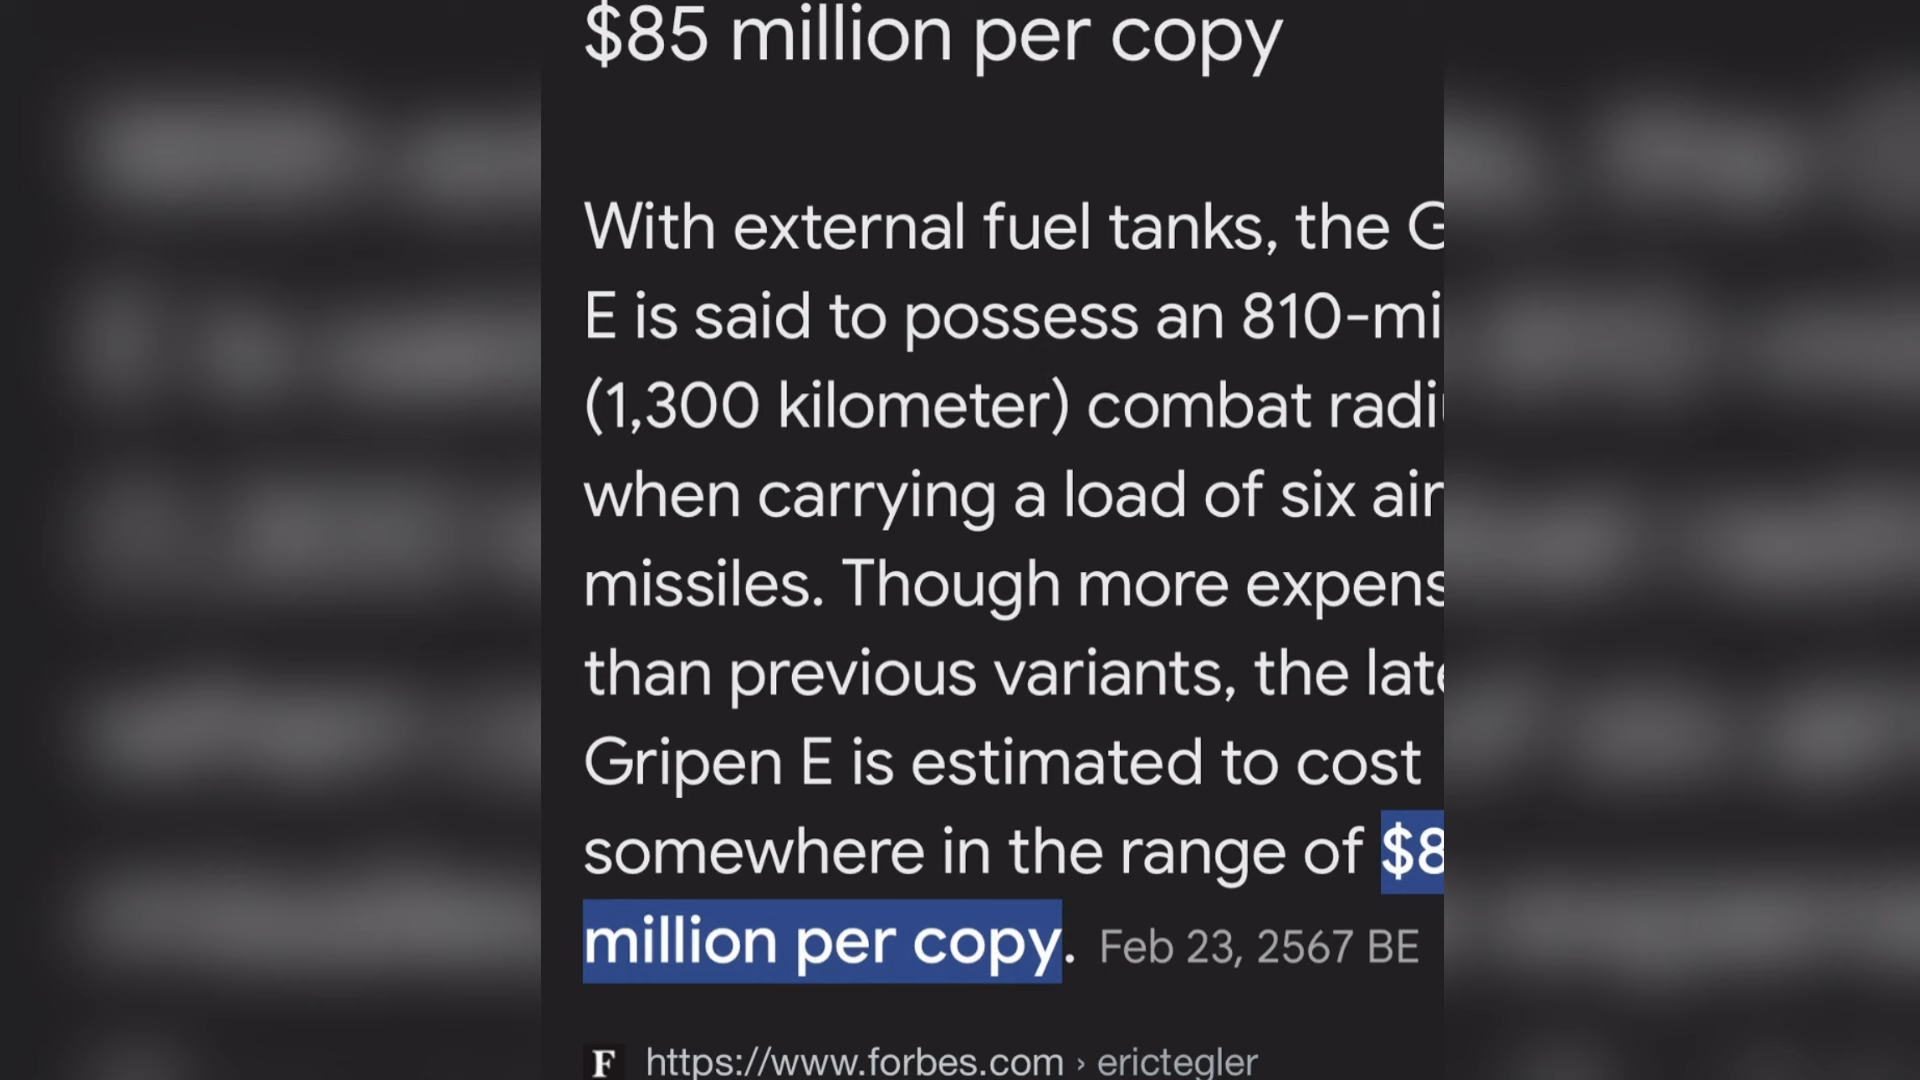 $85 million per copy
With external fuel tanks, the G
E is said to possess an 810-mi
(1,300 kilometer) combat radiu
when carrying a load of six air
missiles. Though more expens
than previous variants, the late
Gripen E is estimated to cost
somewhere in the range of $8
million per copy. Feb 23, 2567 BE
F https://www.forbes.com › erictegler